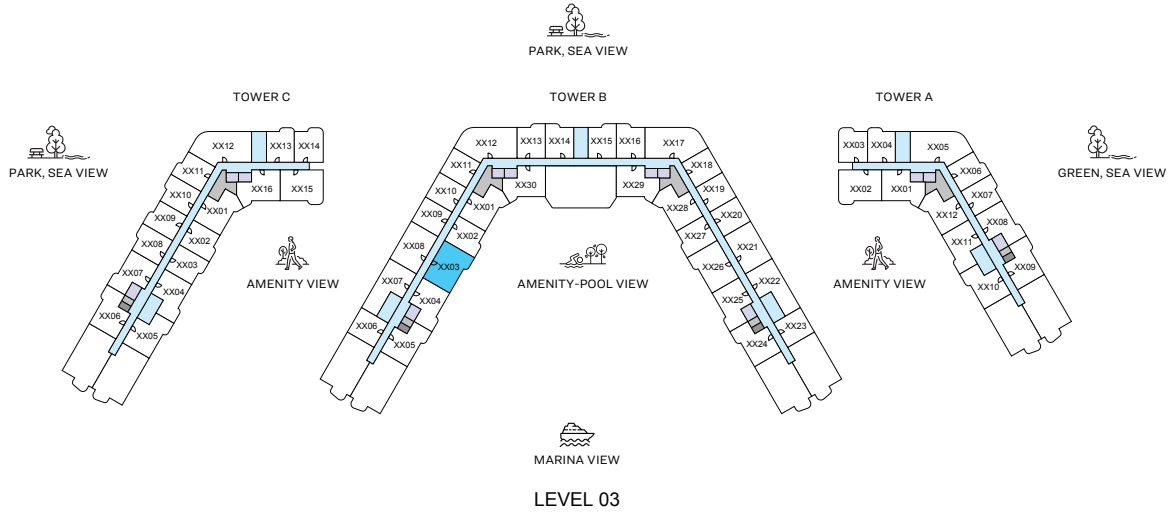 PARK, SEA VIEW
TOWER C
TOWER B
TOWER A
PARK, SEA VIEW
GREEN, SEA VIEW
XX12
XX13
XX14
XX11
XX16
XX15
XX10
XX01
XX09
XX02
XX08
XX03
XX07
XX04
XX06
XX05
AMENITY VIEW
XX12
XX13
XX14
XX15
XX16
XX17
XX11
XX30
XX29
XX18
XX10
XX01
XX28
XX19
XX09
XX02
XX27
XX20
XX08
XX03
XX26
XX21
XX07
XX04
XX25
XX22
XX06
XX05
XX24
XX23
AMENITY-POOL VIEW
AMENITY VIEW
XX03
XX04
XX05
XX02
XX01
XX06
XX12
XX07
XX11
XX08
XX10
XX09
MARINA VIEW
LEVEL 03